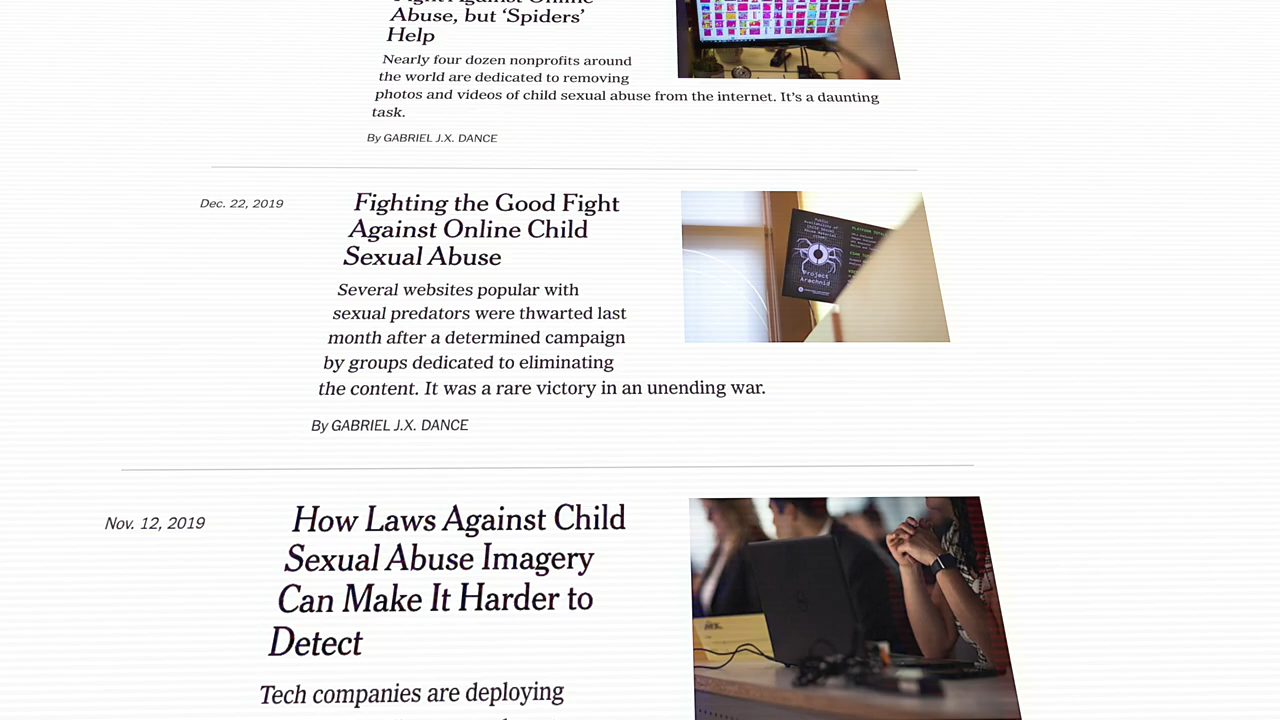 Abuse, but ‘Spiders’
Help
Nearly four dozen nonprofits around
the world are dedicated to removing
photos and videos of child sexual abuse from the internet. It’s a daunting
task.
By GABRIEL J.X. DANCE
Dec. 22, 2019
Fighting the Good Fight
Against Online Child
Sexual Abuse
Several websites popular with
sexual predators were thwarted last
month after a determined campaign
by groups dedicated to eliminating
the content. It was a rare victory in an unending war.
By GABRIEL J.X. DANCE
Project
Arachnid
Nov. 12, 2019
How Laws Against Child
Sexual Abuse Imagery
Can Make It Harder to
Detect
Tech companies are deploying